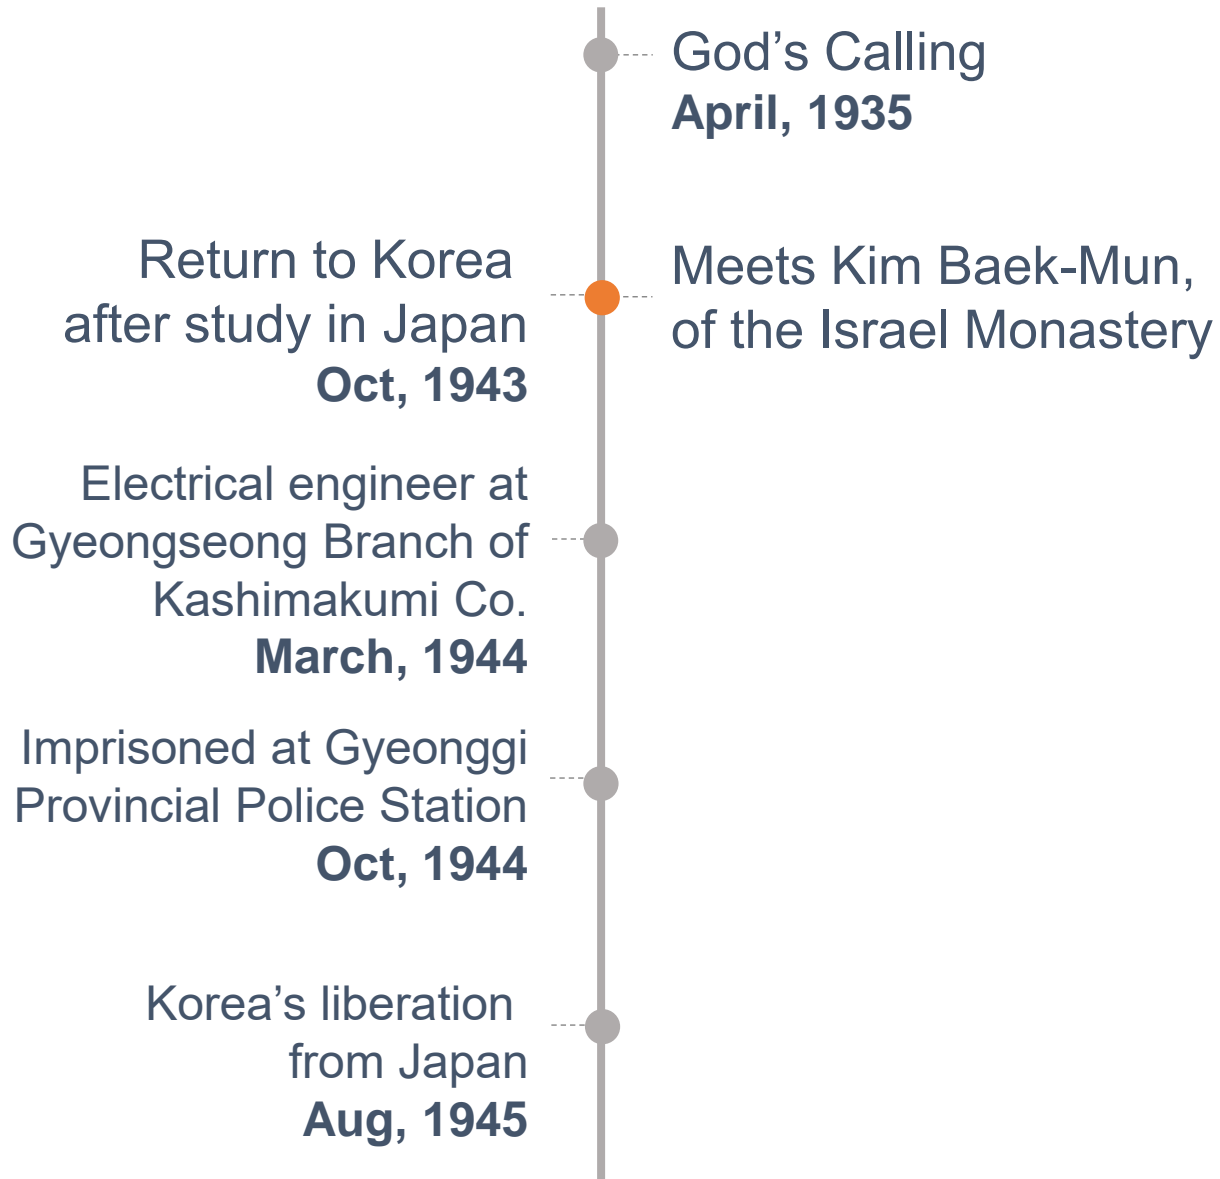 God’s Calling
April, 1935
Return to Korea
after study in Japan
Oct, 1943
Meets Kim Baek-Mun,
of the Israel Monastery
Electrical engineer at
Gyeongseong Branch of
Kashimakumi Co.
March, 1944
Imprisoned at Gyeonggi
Provincial Police Station
Oct, 1944
Korea’s liberation
from Japan
Aug, 1945